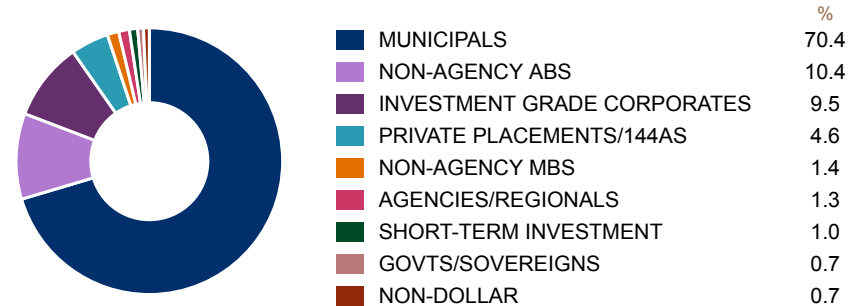 %
MUNICIPALS 70.4
NON-AGENCY ABS 10.4
INVESTMENT GRADE CORPORATES 9.5
PRIVATE PLACEMENTS/144AS 4.6
NON-AGENCY MBS 1.4
AGENCIES/REGIONALS 1.3
SHORT-TERM INVESTMENT 1.0
GOVTS/SOVEREIGNS 0.7
NON-DOLLAR 0.7